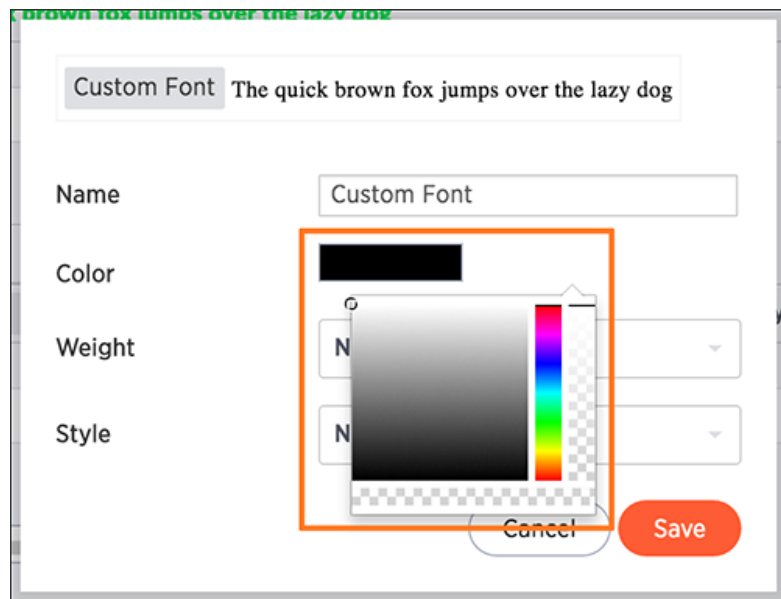 brown fox jumps over the lazy dog
Custom Font The quick brown fox jumps over the lazy dog
Name Custom Font
Color
Weight N
Style N
Cancel Save